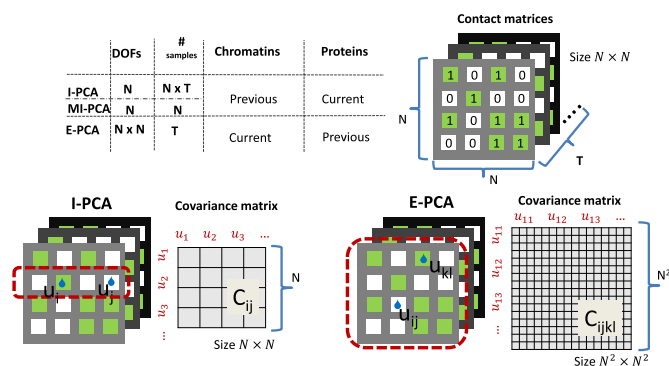 Contact matrices
DOFs # samples Chromatins Proteins
I-PCA N N x T Previous Current
MI-PCA N N
E-PCA N x N T Current Previous
Size N × N
1 0 1 0
0 1 0 0
1 0 1 1
0 0 1 1
N
N
T
I-PCA
Covariance matrix
u1 u2 u3 ...
u1
u2
u3
...
ui uj
Cij
N
Size N × N
E-PCA
Covariance matrix
u11 u12 u13 ...
u11
u12
u13
...
ukl
uij
Cijkl
N²
Size N² × N²